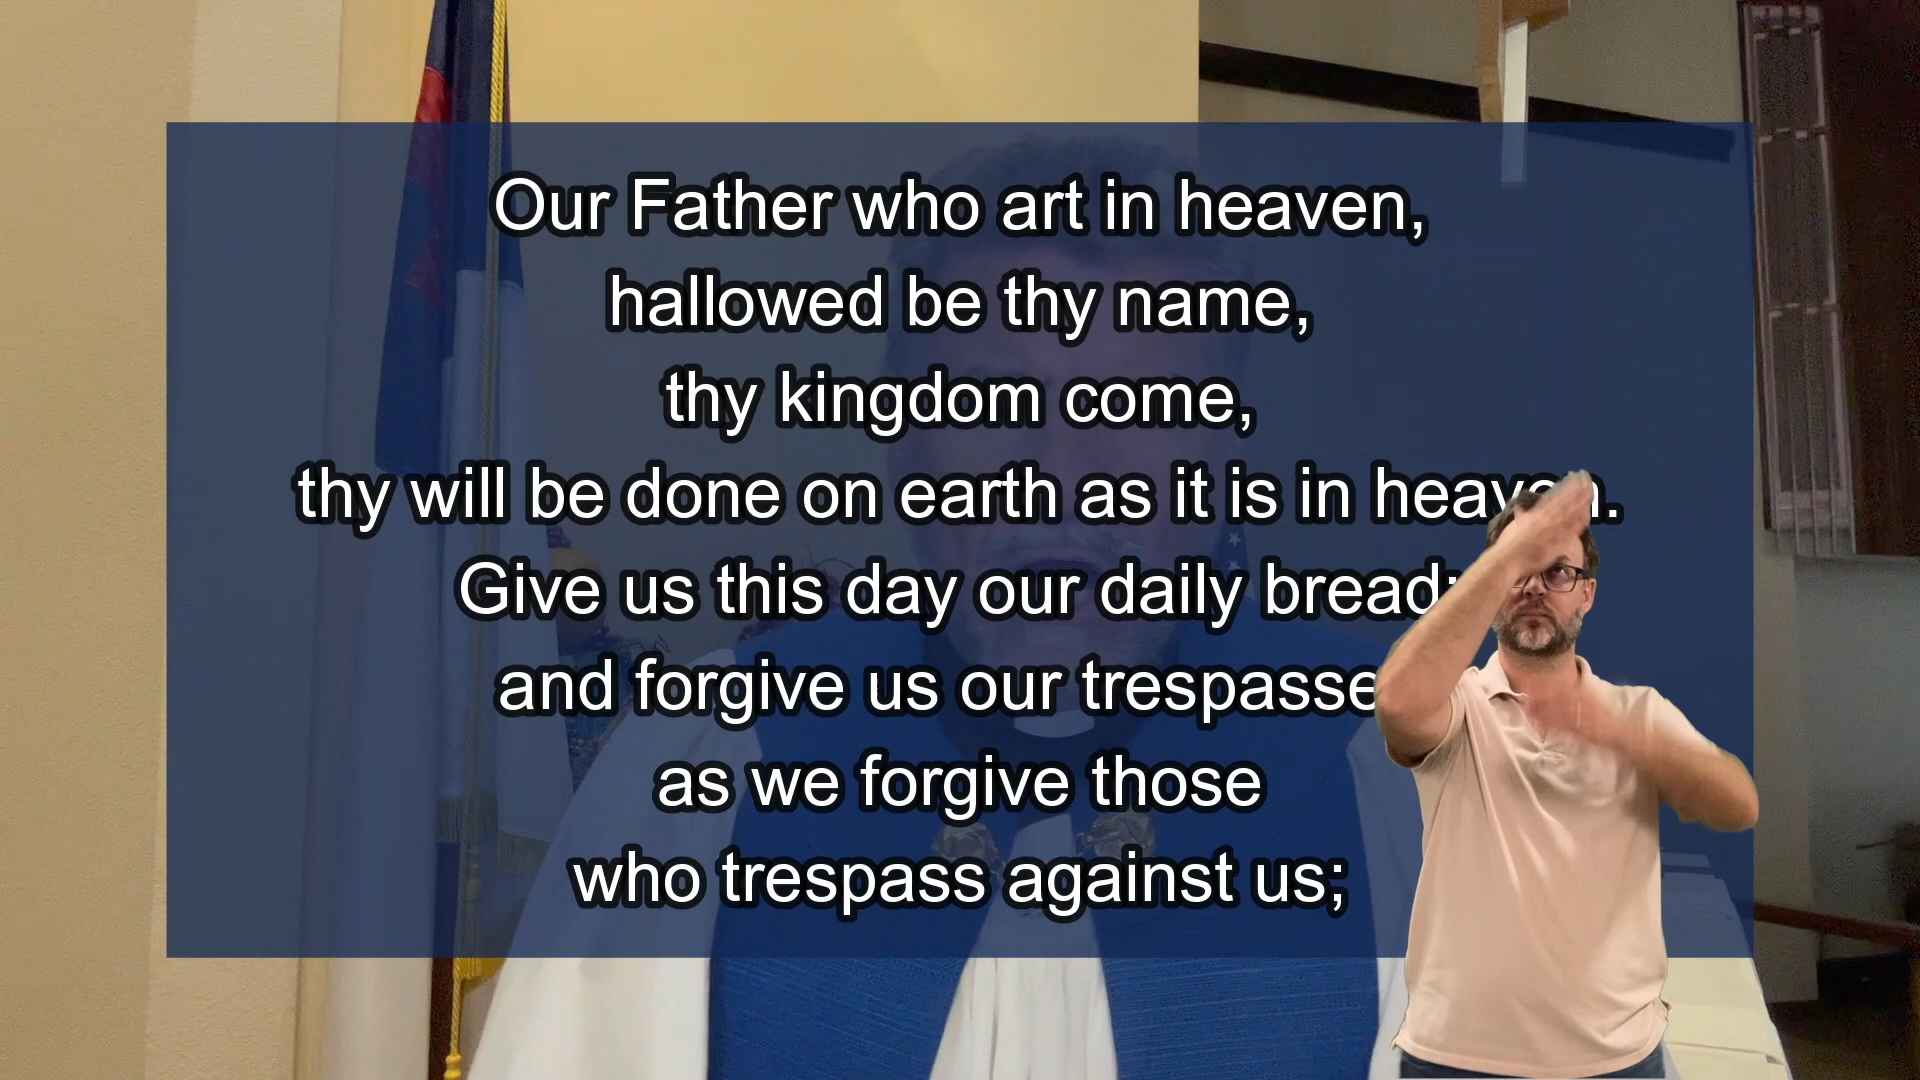 Our Father who art in heaven,
hallowed be thy name,
thy kingdom come,
thy will be done on earth as it is in heaven.
Give us this day our daily bread;
and forgive us our trespasse
as we forgive those
who trespass against us;